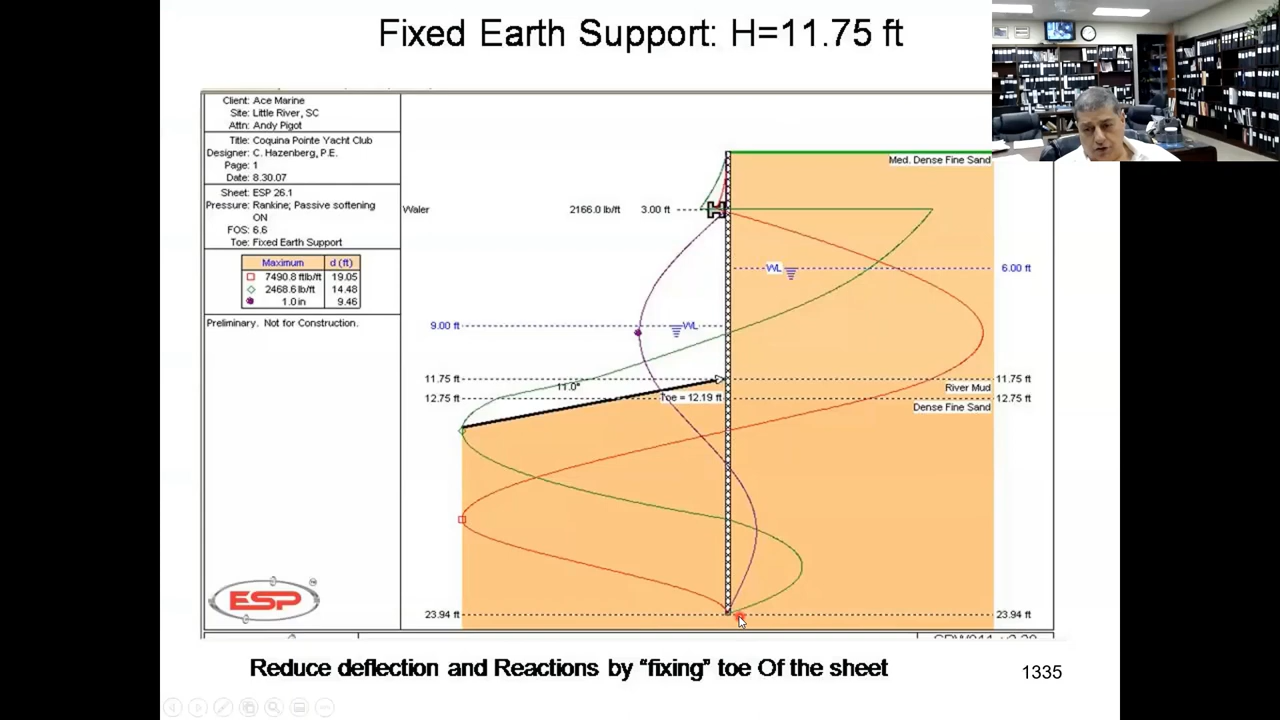 Fixed Earth Support: H=11.75 ft
Client: Ace Marine
Site: Little River, SC
Attn: Andy Pigot
Title: Coquina Pointe Yacht Club
Designer: C. Hazenberg, P.E.
Page: 1
Date: 8.30.07
Sheet: ESP 26.1
Pressure: Rankine; Passive softening
ON
FOS: 6.6
Toe: Fixed Earth Support
Maximum d (ft)
7490.8 ftlb/ft 19.05
2468.6 lb/ft 14.48
1.0 in 9.46
Preliminary. Not for Construction.
Med. Dense Fine Sand
Waler 2166.0 lb/ft 3.00 ft
WL 6.00 ft
9.00 ft WL
11.75 ft 11.75 ft
11.0° River Mud
12.75 ft Toe = 12.19 ft 12.75 ft
Dense Fine Sand
ESP
23.94 ft 23.94 ft
Reduce deflection and Reactions by “fixing” toe Of the sheet
1335